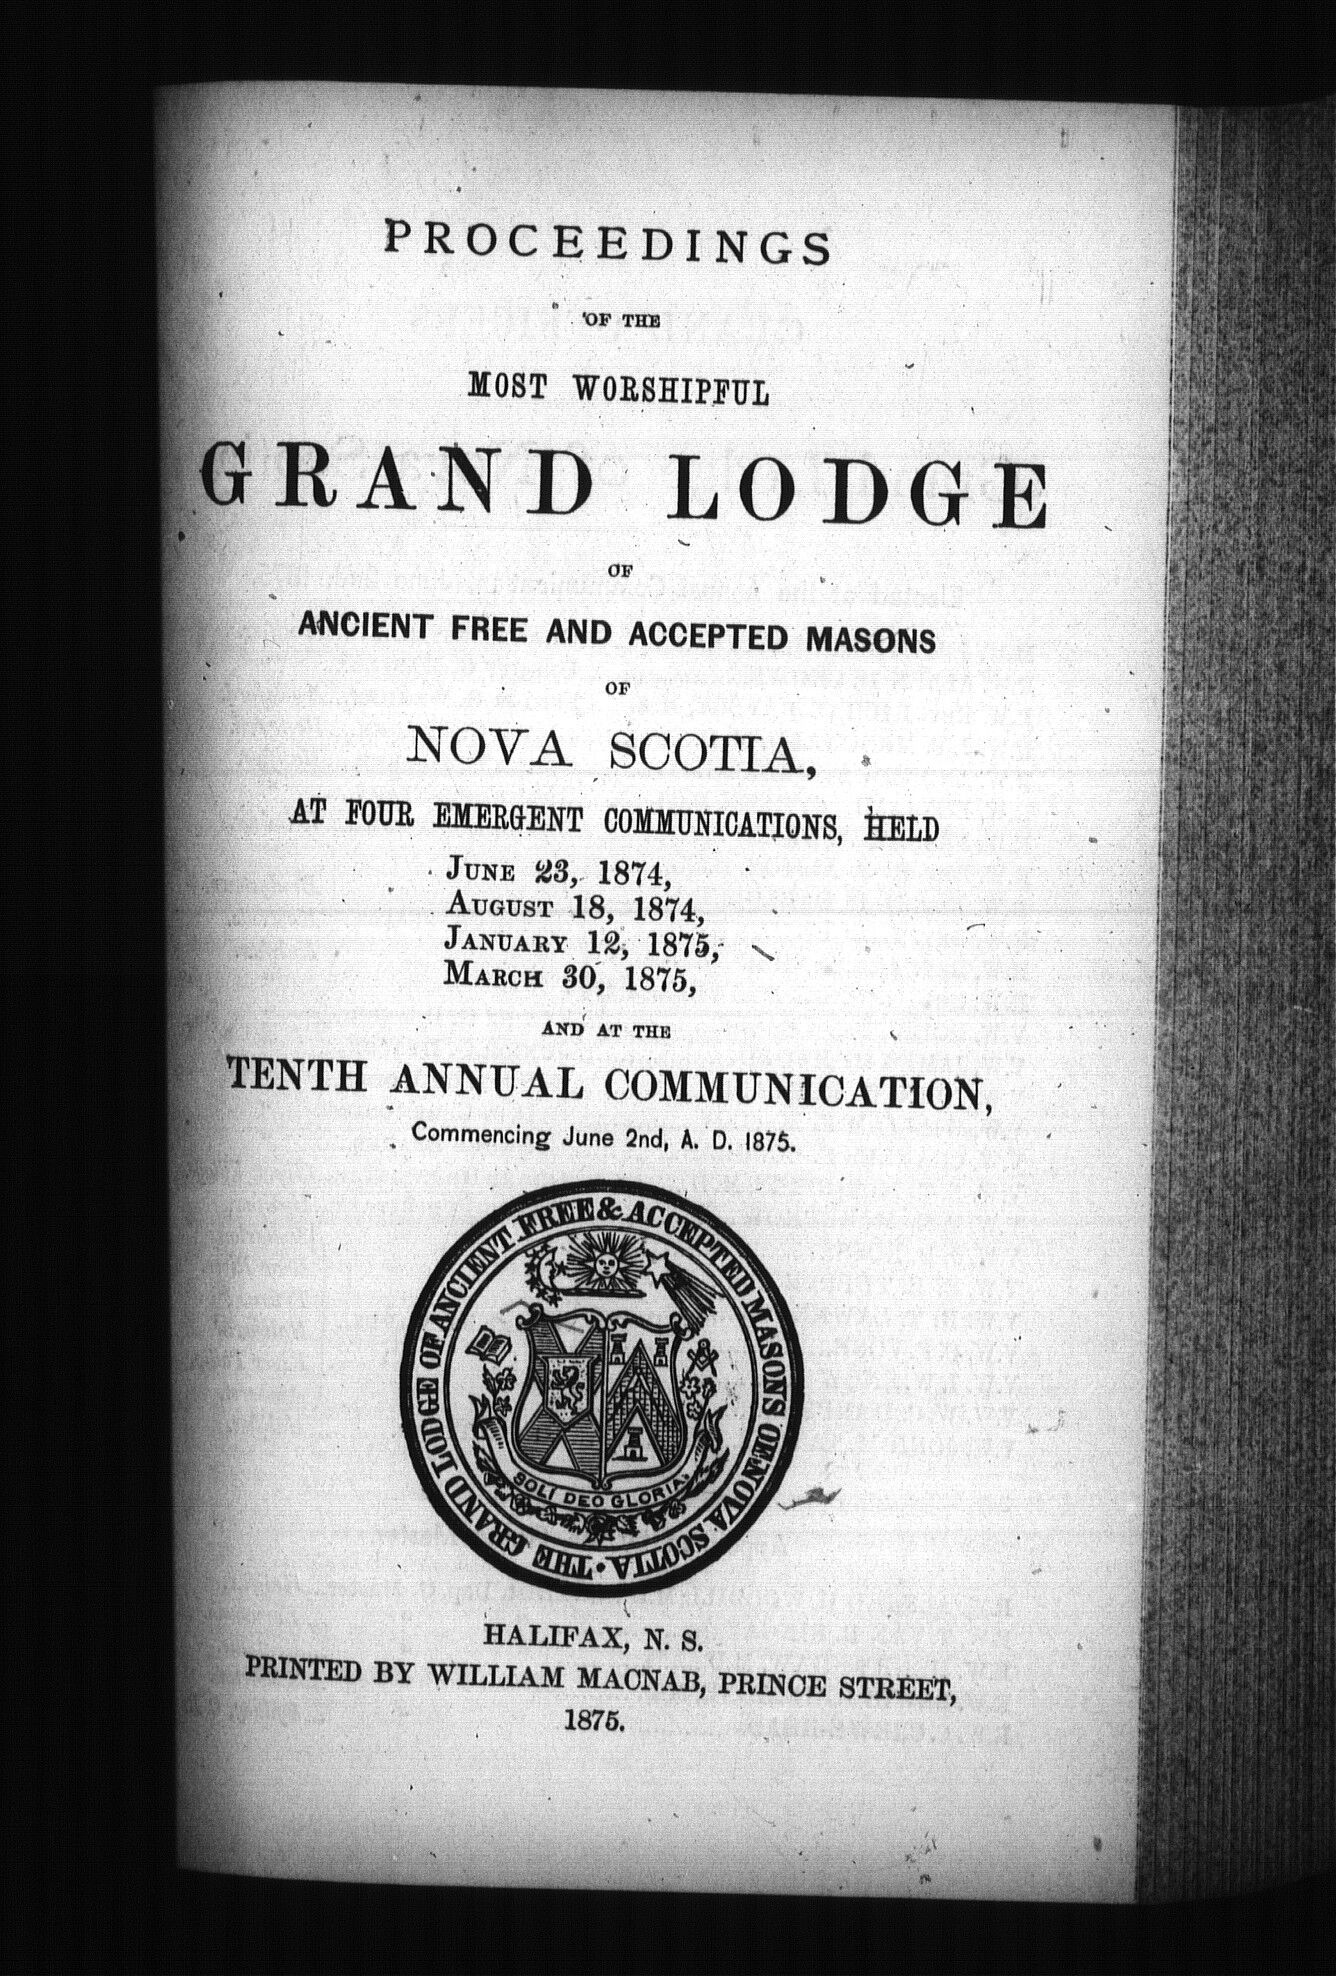 PROCEEDINGS
OF THE
MOST WORSHIPFUL
GRAND LODGE
OF
ANCIENT FREE AND ACCEPTED MASONS
OF
NOVA SCOTIA,
AT FOUR EMERGENT COMMUNICATIONS, HELD
JUNE 23, 1874,
AUGUST 18, 1874,
JANUARY 12, 1875,
MARCH 30, 1875,
AND AT THE
TENTH ANNUAL COMMUNICATION,
Commencing June 2nd, A. D. 1875.
THE GRAND LODGE OF ANCIENT FREE & ACCEPTED MASONS OF NOVA SCOTIA
SOLI DEO GLORIA
HALIFAX, N. S.
PRINTED BY WILLIAM MACNAB, PRINCE STREET,
1875.